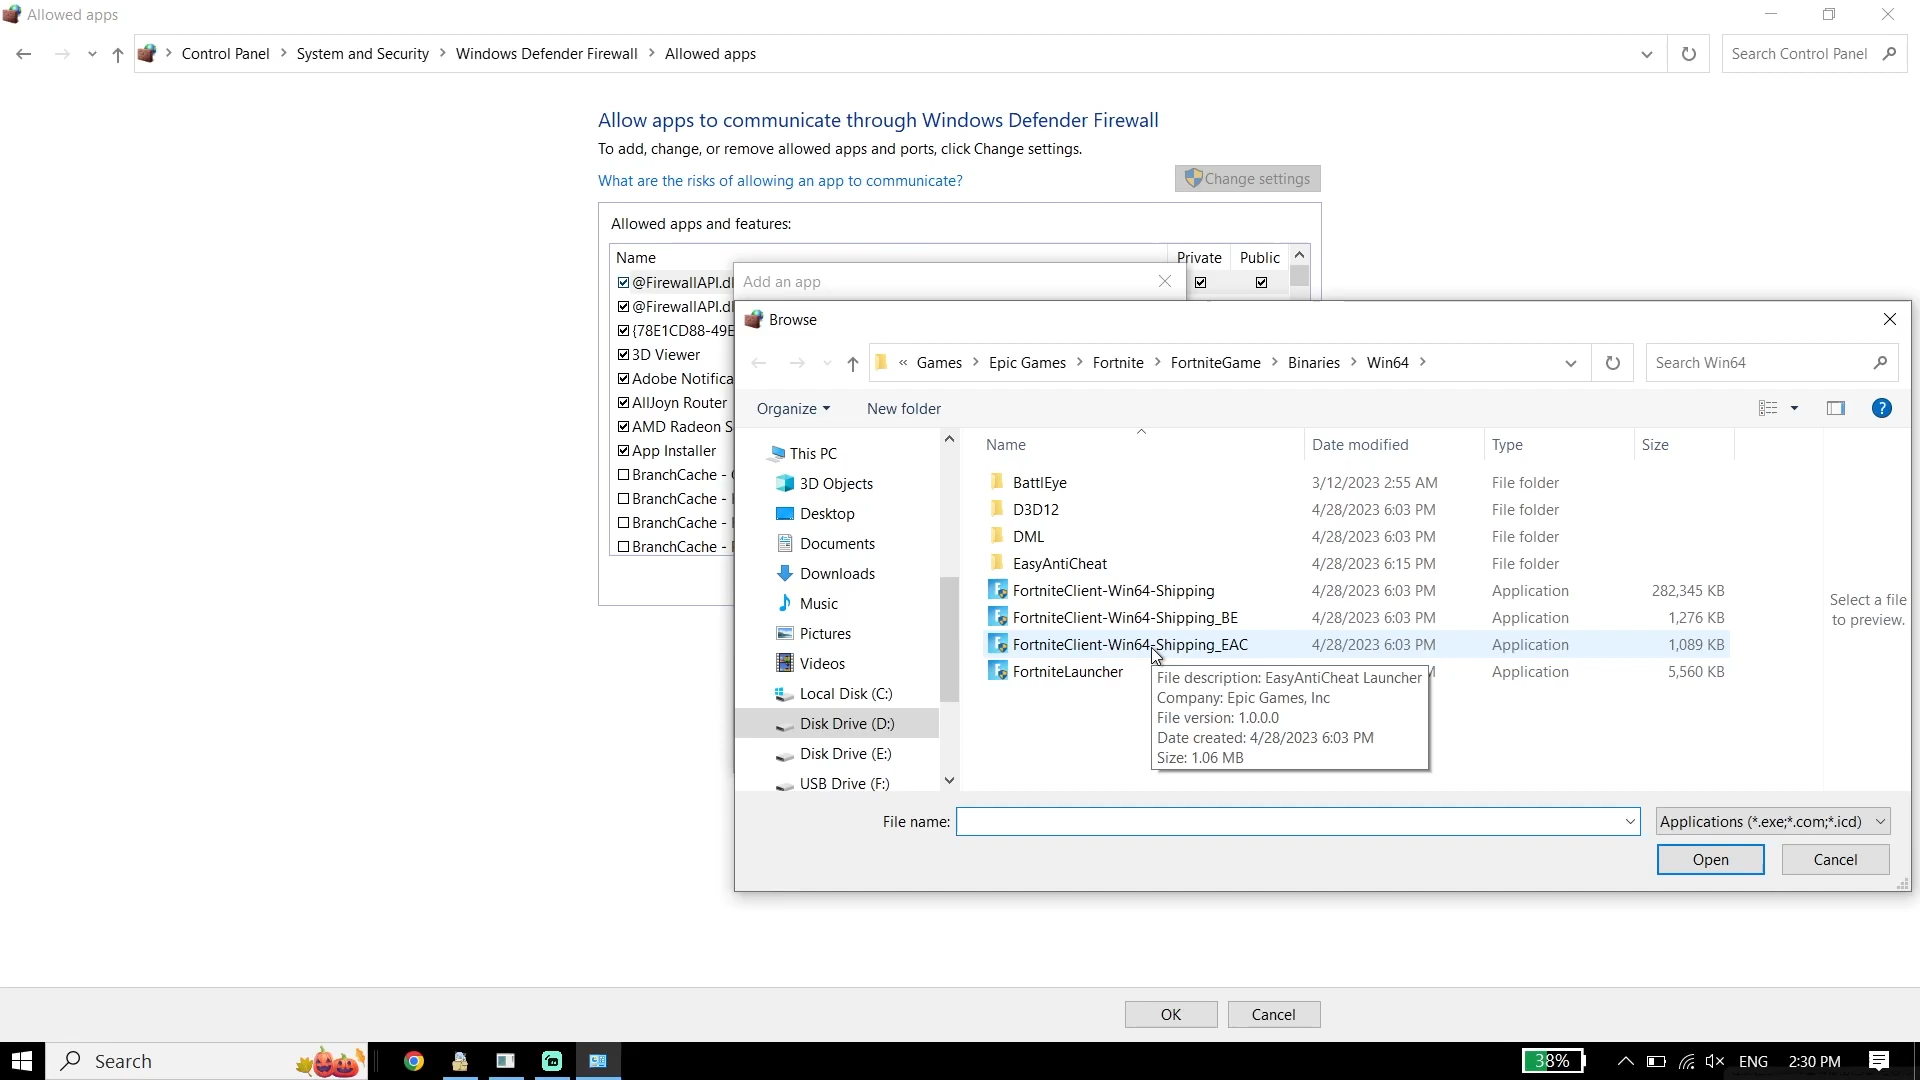 Allowed apps
Control Panel > System and Security > Windows Defender Firewall > Allowed apps
Search Control Panel
Allow apps to communicate through Windows Defender Firewall
To add, change, or remove allowed apps and ports, click Change settings.
What are the risks of allowing an app to communicate?
Change settings
Allowed apps and features:
Name Private Public
@FirewallAPI.dl
@FirewallAPI.dl
{78E1CD88-49E
3D Viewer
Adobe Notifica
AllJoyn Router
AMD Radeon S
App Installer
BranchCache -
BranchCache -
BranchCache -
BranchCache -
Add an app
Browse
« Games > Epic Games > Fortnite > FortniteGame > Binaries > Win64 >
Search Win64
Organize New folder
This PC
3D Objects
Desktop
Documents
Downloads
Music
Pictures
Videos
Local Disk (C:)
Disk Drive (D:)
Disk Drive (E:)
USB Drive (F:)
Name Date modified Type Size
BattlEye 3/12/2023 2:55 AM File folder
D3D12 4/28/2023 6:03 PM File folder
DML 4/28/2023 6:03 PM File folder
EasyAntiCheat 4/28/2023 6:15 PM File folder
FortniteClient-Win64-Shipping 4/28/2023 6:03 PM Application 282,345 KB
FortniteClient-Win64-Shipping_BE 4/28/2023 6:03 PM Application 1,276 KB
FortniteClient-Win64-Shipping_EAC 4/28/2023 6:03 PM Application 1,089 KB
FortniteLauncher Application 5,560 KB
File description: EasyAntiCheat Launcher
Company: Epic Games, Inc
File version: 1.0.0.0
Date created: 4/28/2023 6:03 PM
Size: 1.06 MB
Select a file
to preview.
File name:
Applications (*.exe;*.com;*.icd)
Open Cancel
OK Cancel
Search
38%
ENG
2:30 PM